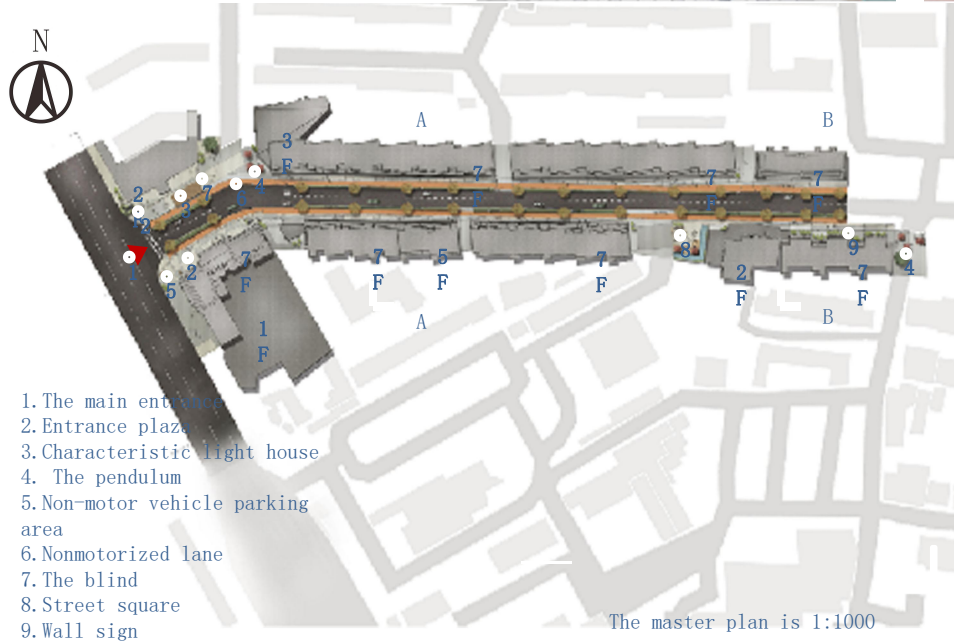 N
A
B
3
F
7
7
7
4
2
7
3
6
F
F
F
2
1
5
2
7
F
7
F
5
F
7
F
8
2
F
9
7
F
4
1
F
A
B
1.The main entrance
2.Entrance plaza
3.Characteristic light house
4. The pendulum
5.Non-motor vehicle parking
area
6.Nonmotorized lane
7.The blind
8.Street square
9.Wall sign
The master plan is 1:1000